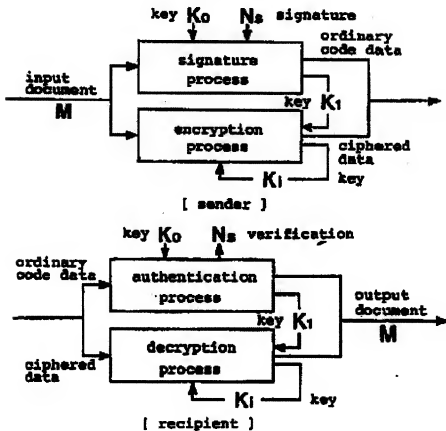 key K0 Ns signature
ordinary
code data
signature
process
input
document
M
key K1
encryption
process
ciphered
data
Ki key
[ sender ]
key K0 Ns verification
ordinary
code data
authentication
process
output
document
M
key K1
decryption
process
ciphered
data
Ki key
[ recipient ]